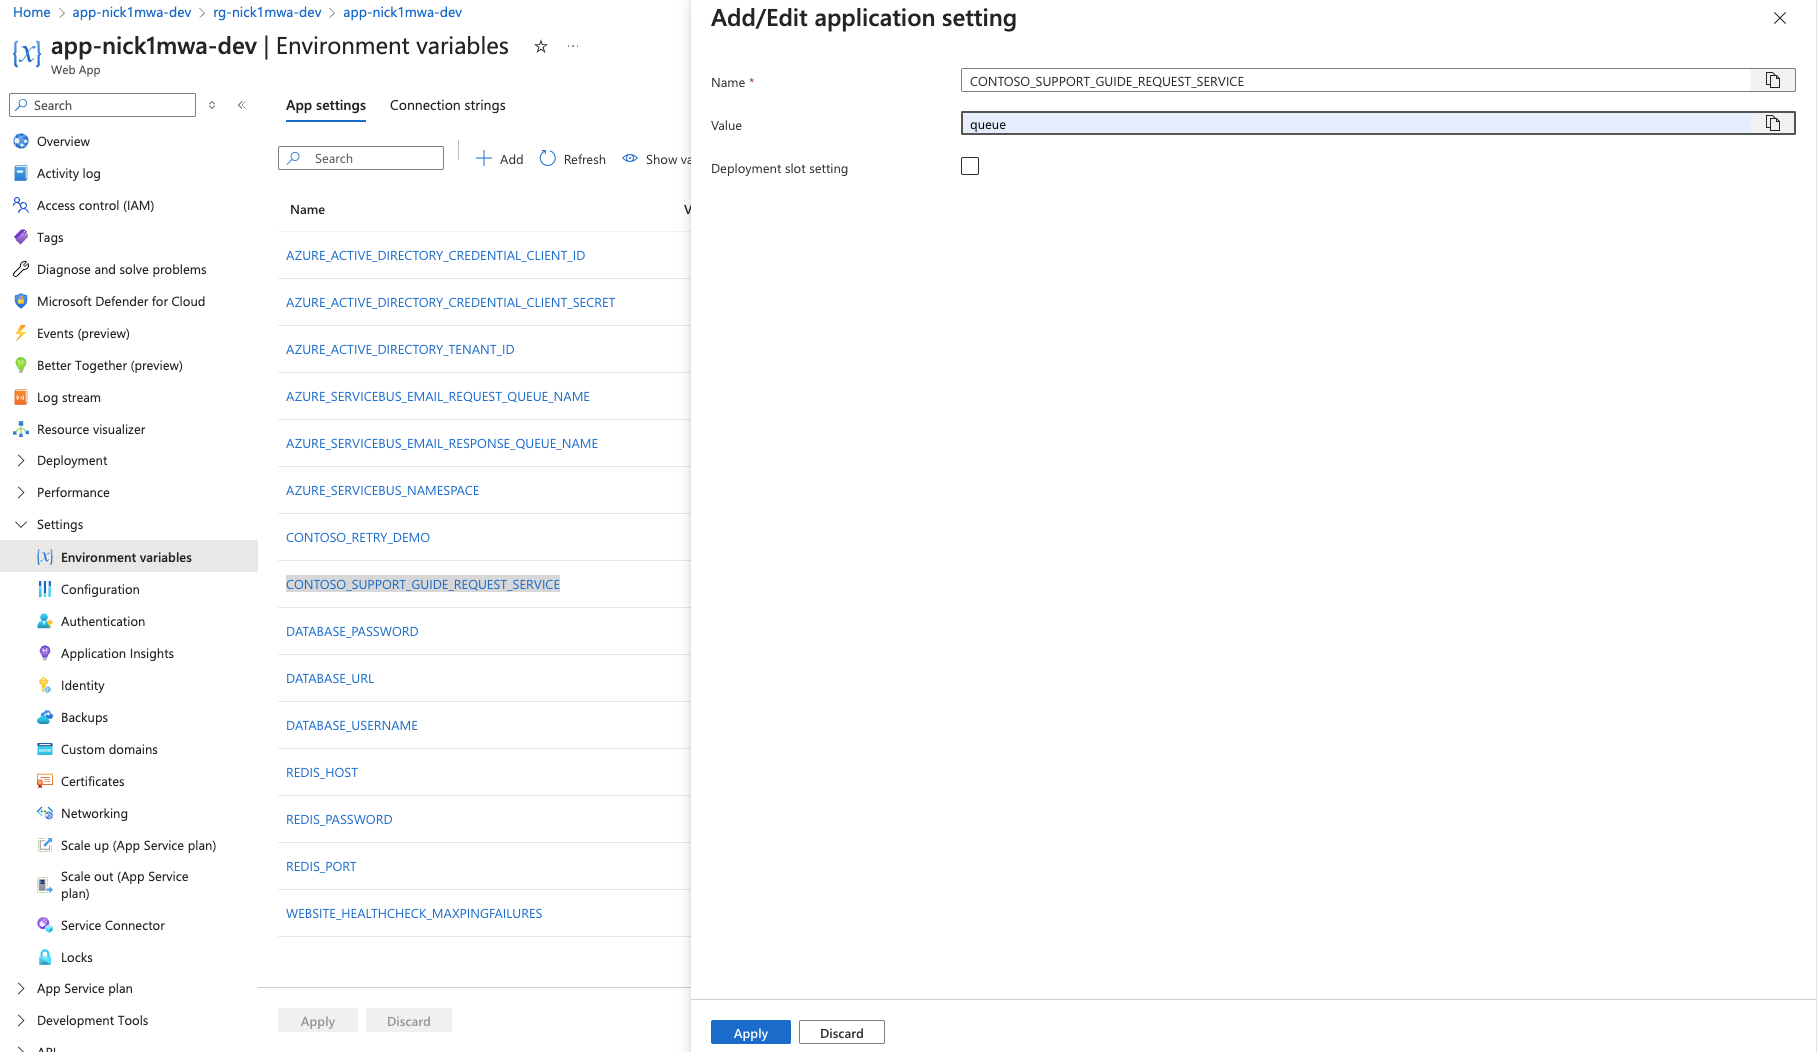 Home > app-nick1mwa-dev > rg-nick1mwa-dev > app-nick1mwa-dev
app-nick1mwa-dev | Environment variables
Web App
Search
Overview
Activity log
Access control (IAM)
Tags
Diagnose and solve problems
Microsoft Defender for Cloud
Events (preview)
Better Together (preview)
Log stream
Resource visualizer
Deployment
Performance
Settings
Environment variables
Configuration
Authentication
Application Insights
Identity
Backups
Custom domains
Certificates
Networking
Scale up (App Service plan)
Scale out (App Service
plan)
Service Connector
Locks
App Service plan
Development Tools
API
App settings Connection strings
Search Add Refresh Show va
Name V
AZURE_ACTIVE_DIRECTORY_CREDENTIAL_CLIENT_ID
AZURE_ACTIVE_DIRECTORY_CREDENTIAL_CLIENT_SECRET
AZURE_ACTIVE_DIRECTORY_TENANT_ID
AZURE_SERVICEBUS_EMAIL_REQUEST_QUEUE_NAME
AZURE_SERVICEBUS_EMAIL_RESPONSE_QUEUE_NAME
AZURE_SERVICEBUS_NAMESPACE
CONTOSO_RETRY_DEMO
CONTOSO_SUPPORT_GUIDE_REQUEST_SERVICE
DATABASE_PASSWORD
DATABASE_URL
DATABASE_USERNAME
REDIS_HOST
REDIS_PASSWORD
REDIS_PORT
WEBSITE_HEALTHCHECK_MAXPINGFAILURES
Apply Discard
Add/Edit application setting
Name * CONTOSO_SUPPORT_GUIDE_REQUEST_SERVICE
Value queue
Deployment slot setting
Apply Discard